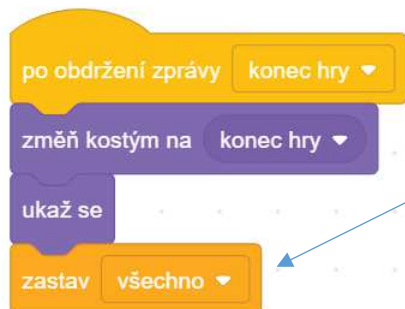 po obdržení zprávy konec hry
změň kostým na konec hry
ukaž se
zastav všechno